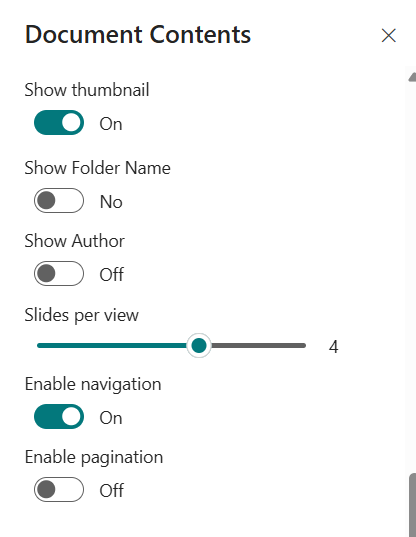 Document Contents
Show thumbnail
On
Show Folder Name
No
Show Author
Off
Slides per view
4
Enable navigation
On
Enable pagination
Off